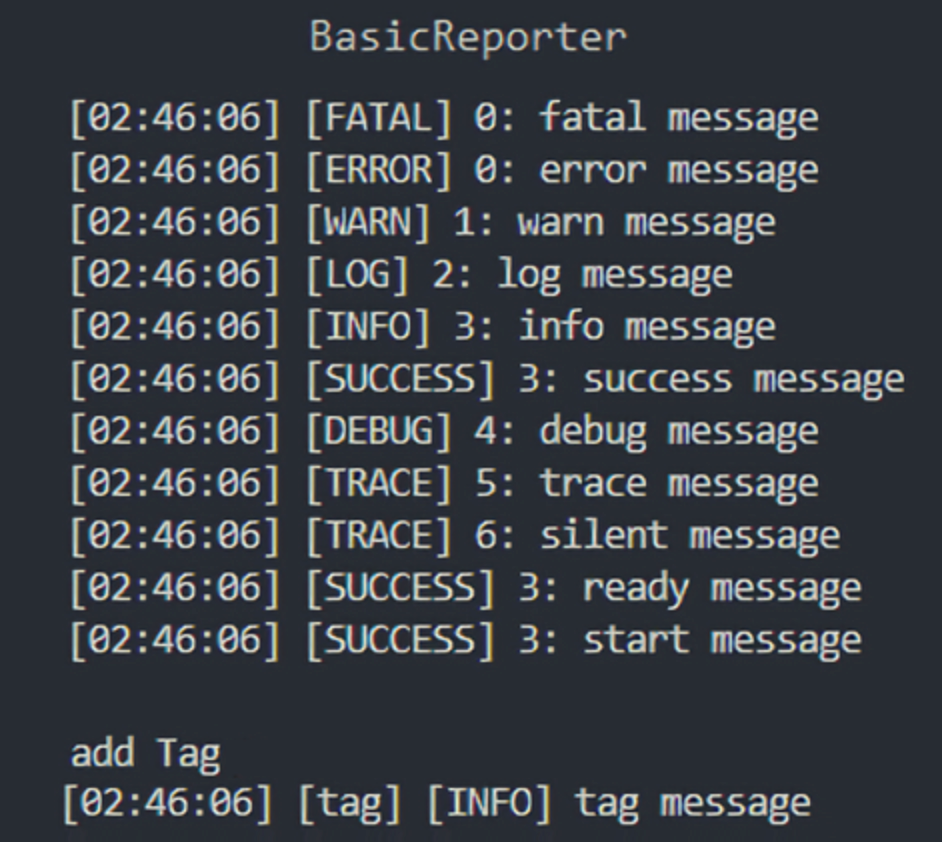 BasicReporter
[02:46:06] [FATAL] 0: fatal message
[02:46:06] [ERROR] 0: error message
[02:46:06] [WARN] 1: warn message
[02:46:06] [LOG] 2: log message
[02:46:06] [INFO] 3: info message
[02:46:06] [SUCCESS] 3: success message
[02:46:06] [DEBUG] 4: debug message
[02:46:06] [TRACE] 5: trace message
[02:46:06] [TRACE] 6: silent message
[02:46:06] [SUCCESS] 3: ready message
[02:46:06] [SUCCESS] 3: start message
add Tag
[02:46:06] [tag] [INFO] tag message